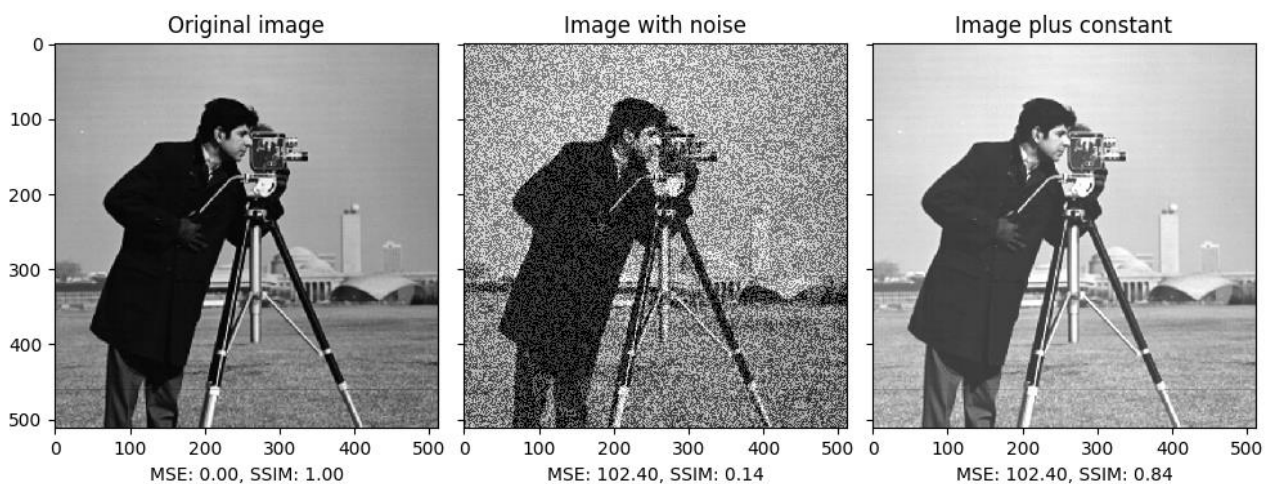 Original image
Image with noise
Image plus constant
0
100
200
300
400
500
0 100 200 300 400 500
0 100 200 300 400 500
0 100 200 300 400 500
MSE: 0.00, SSIM: 1.00
MSE: 102.40, SSIM: 0.14
MSE: 102.40, SSIM: 0.84